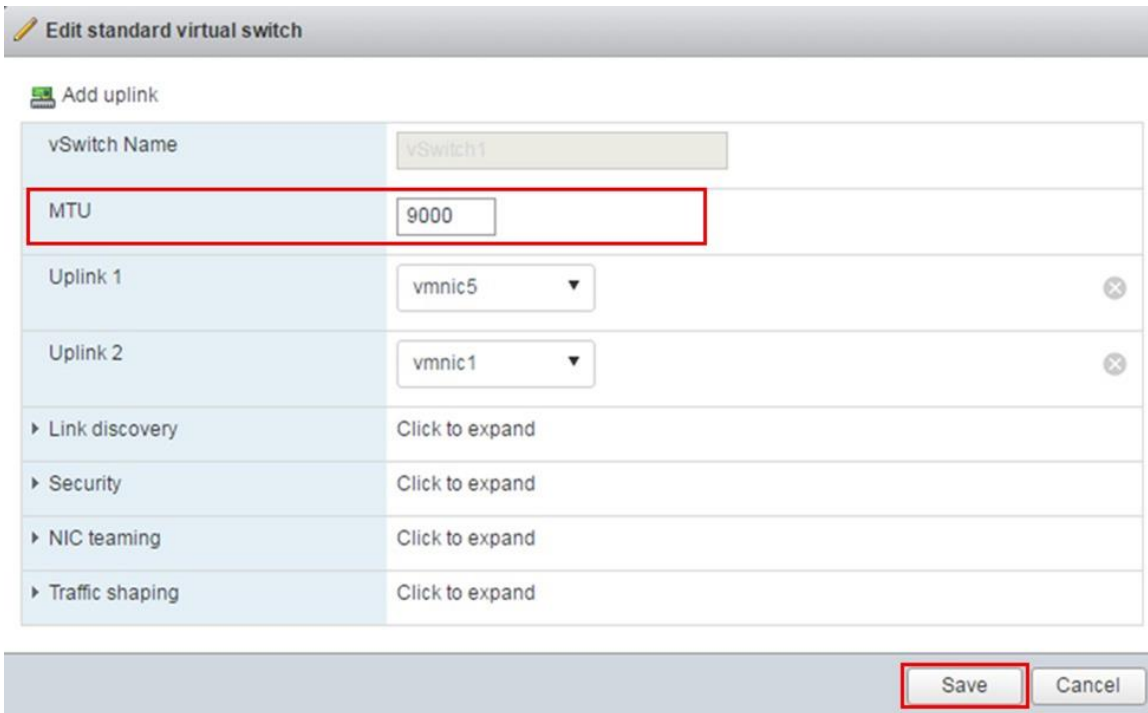 Edit standard virtual switch
Add uplink
vSwitch Name vSwitch1
MTU 9000
Uplink 1 vmnic5
Uplink 2 vmnic1
Link discovery Click to expand
Security Click to expand
NIC teaming Click to expand
Traffic shaping Click to expand
Save Cancel